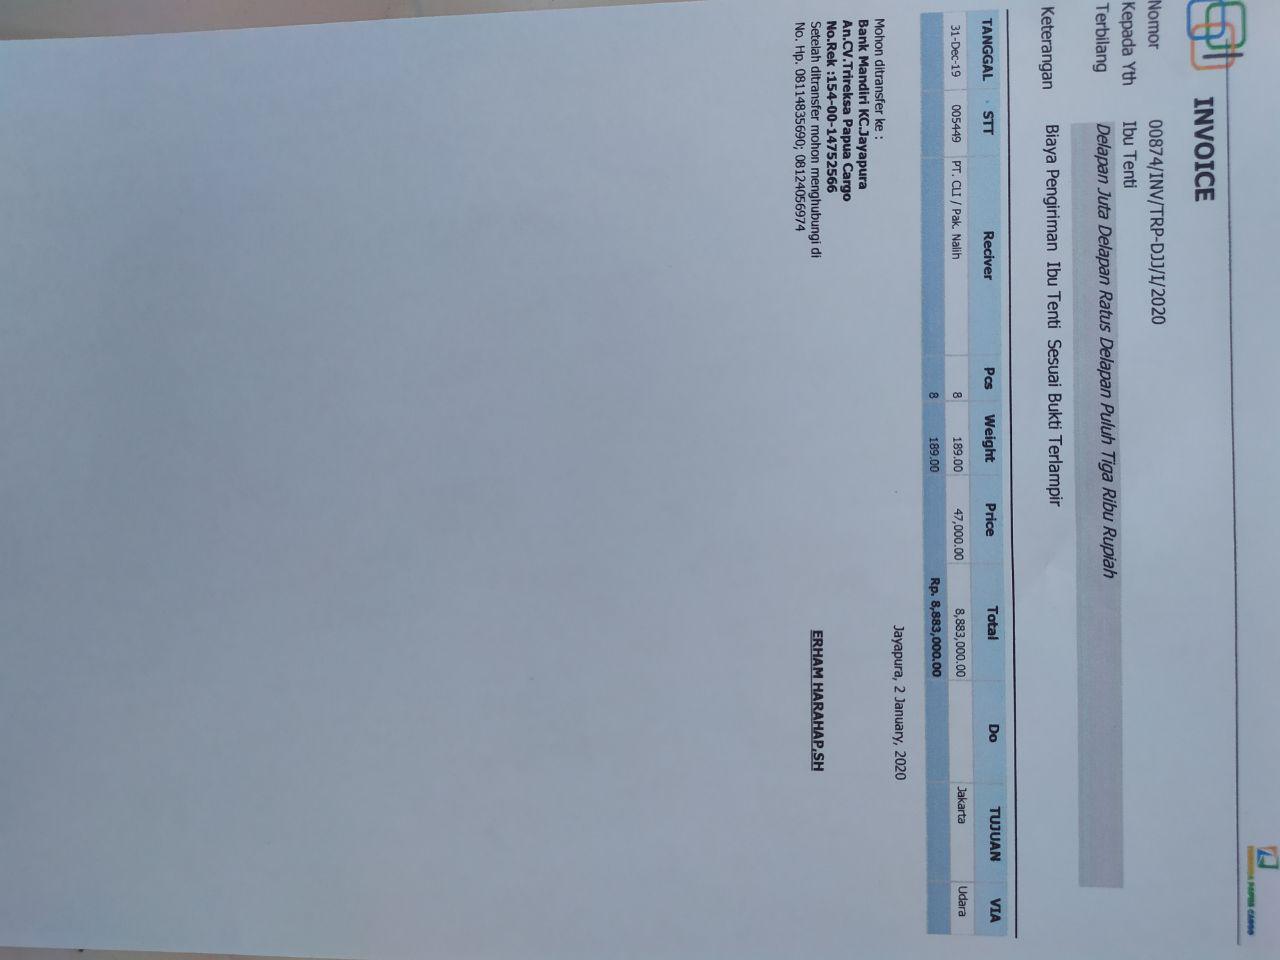 TRIREKSA PAPUA CARGO
INVOICE
Nomor 00874/INV/TRP-DJJ/I/2020
Kepada Yth Ibu Tenti
Terbilang Delapan Juta Delapan Ratus Delapan Puluh Tiga Ribu Rupiah
Keterangan Biaya Pengiriman Ibu Tenti Sesuai Bukti Terlampir
TANGGAL STT Reciver Pcs Weight Price Total Do TUJUAN VIA
31-Dec-19 005449 PT. CLI / Pak. Nalih 8 189.00 47,000.00 8,883,000.00 Jakarta Udara
8 189.00 Rp. 8,883,000.00
Jayapura, 2 January, 2020
Mohon ditransfer ke :
Bank Mandiri KC.Jayapura
An.CV.Trireksa Papua Cargo
No.Rek :154-00-14752566
Setelah ditransfer mohon menghubungi di
No. Hp. 08114835690; 08124056974
ERHAM HARAHAP,SH